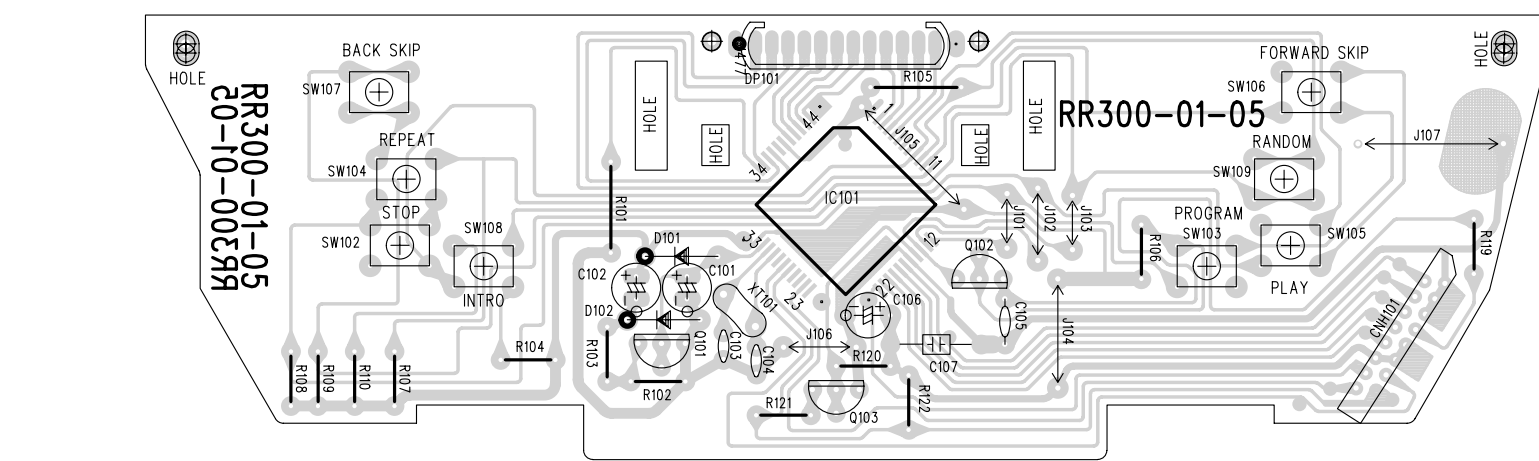 BACK SKIP
FORWARD SKIP
HOLE
HOLE
477
DP101
R105
SW107
SW106
RR300-01-05
RR300-01-05
RR300-01-05
HOLE
HOLE
HOLE
HOLE
44
1
J105
11
J107
REPEAT
RANDOM
SW104
SW109
34
IC101
R101
STOP
PROGRAM
J101
J102
J103
SW102
SW108
D101
33
12
Q102
R106
SW103
SW105
R119
C102
C101
XT101
23
22
C106
INTRO
PLAY
D102
C105
J104
CNH101
R103
Q101
C103
C104
J106
R120
C107
R104
R108
R109
R110
R107
R102
R121
Q103
R122